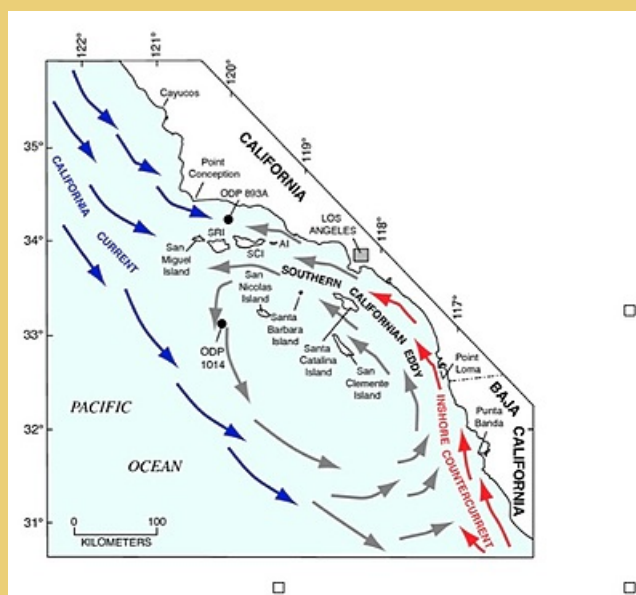 122°
121°
120°
119°
118°
117°
35°
34°
33°
32°
31°
Cayucos
Point
Conception
ODP 893A
CALIFORNIA
LOS
ANGELES
CALIFORNIA
CURRENT
SRI
SCI
AI
San
Miguel
Island
San
Nicolas
Island
Santa
Barbara
Island
Santa
Catalina
Island
San
Clemente
Island
SOUTHERN CALIFORNIAN EDDY
ODP
1014
Point
Loma
BAJA CALIFORNIA
Punta
Banda
INSHORE COUNTERCURRENT
PACIFIC
OCEAN
0 100
KILOMETERS